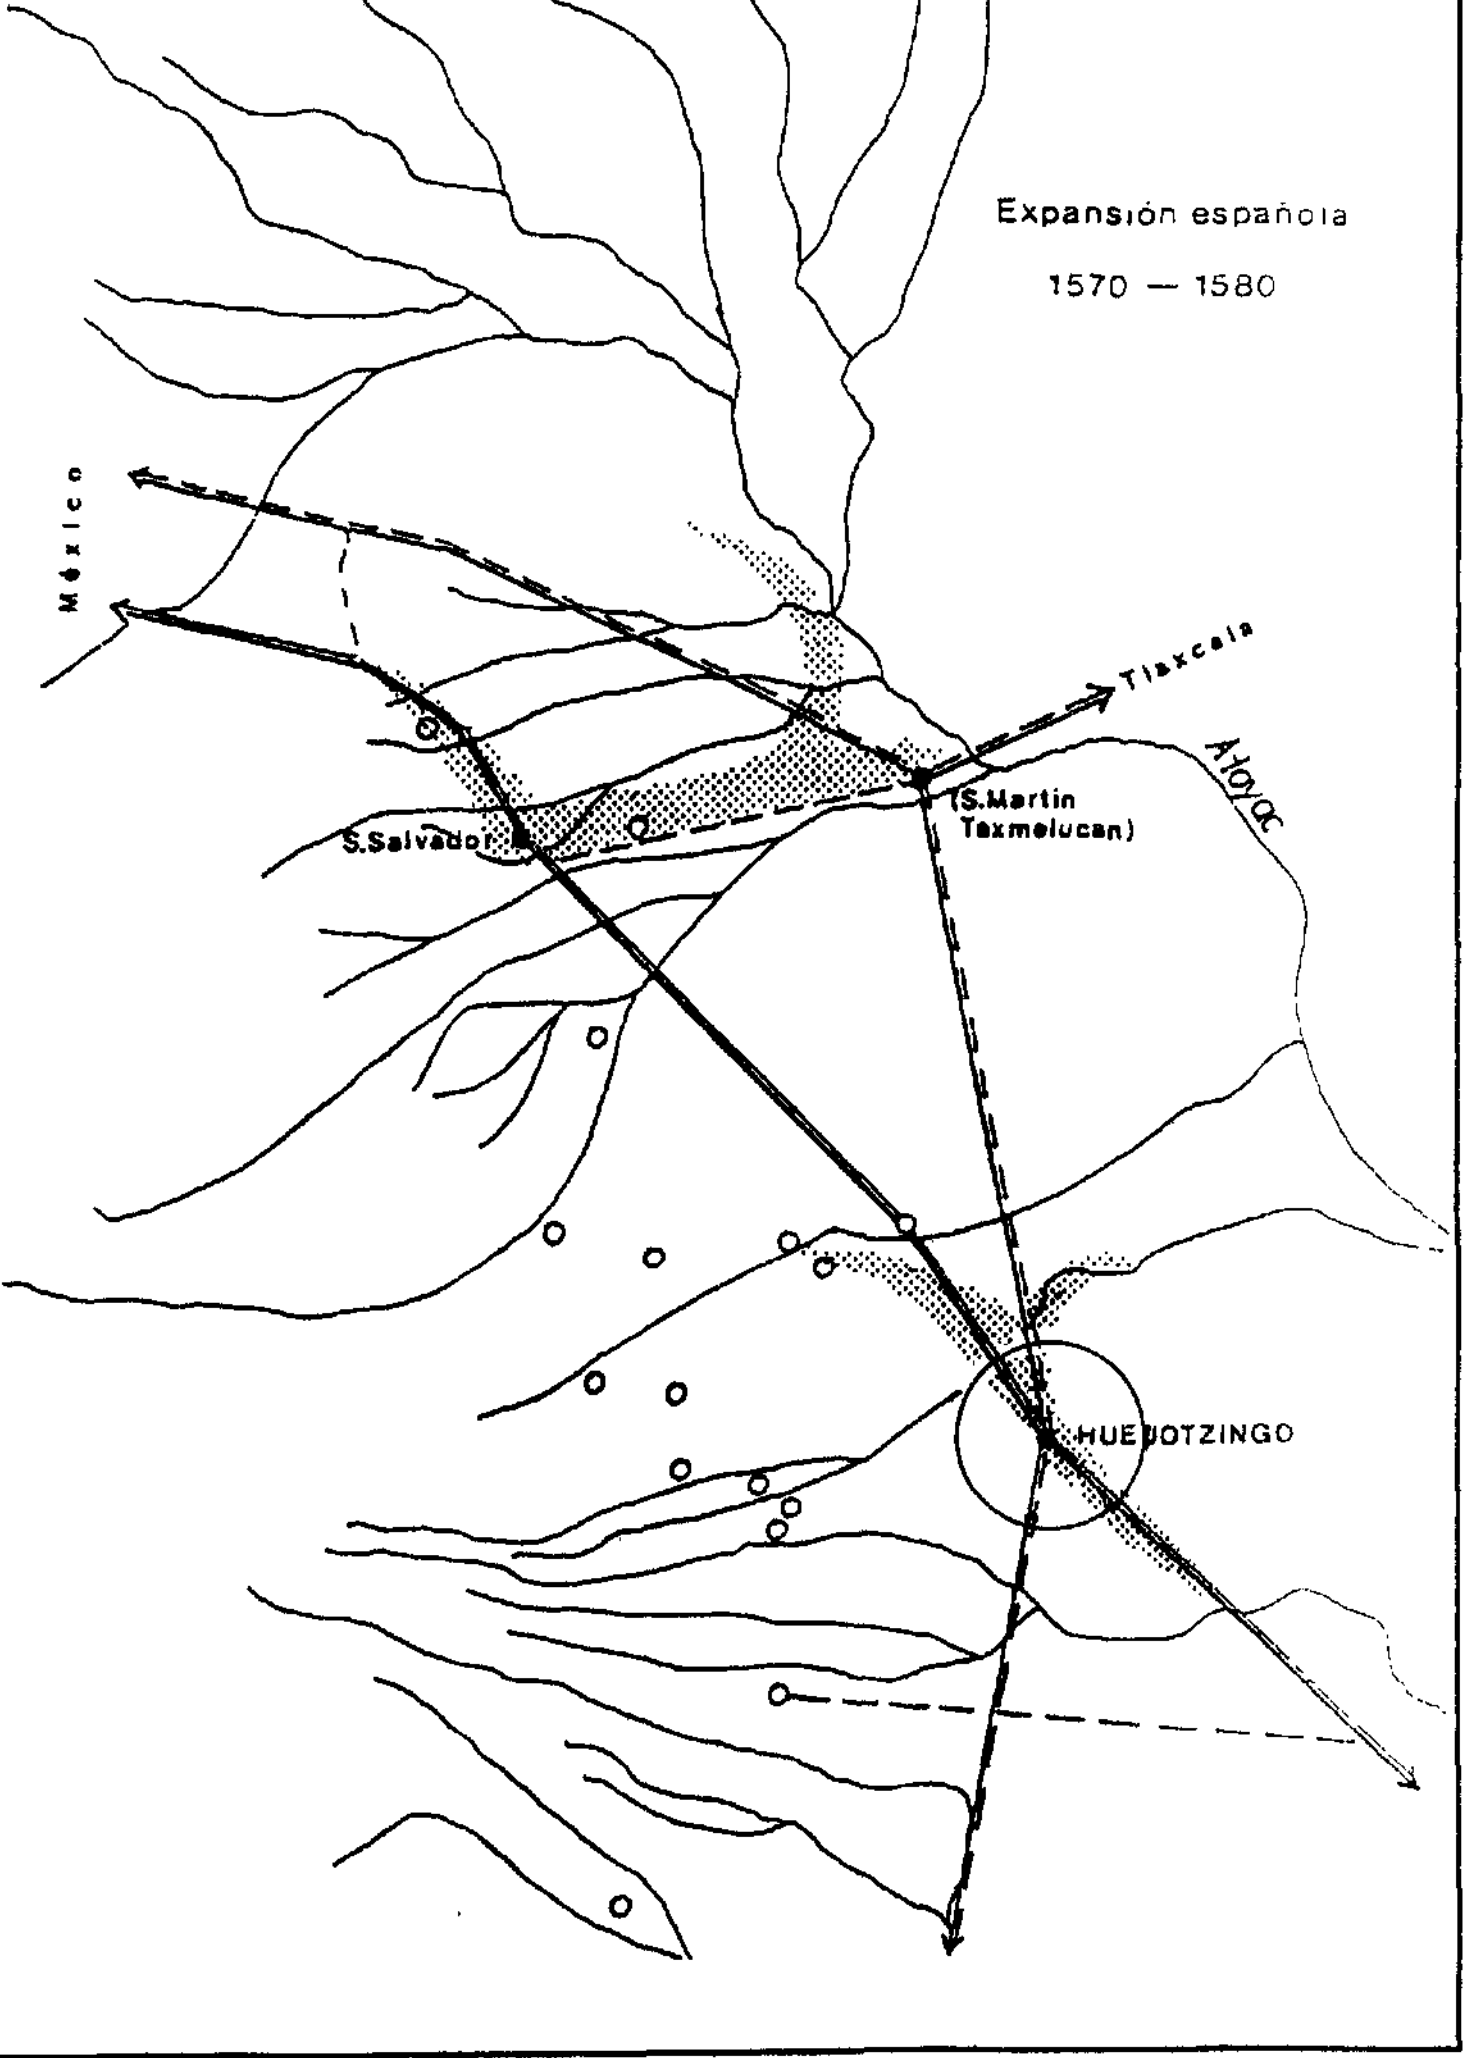 Expansión española
1570 — 1580
México
Tlaxcala
Atoyac
(S.Martin
Texmelucan)
S.Salvador
HUEJOTZINGO